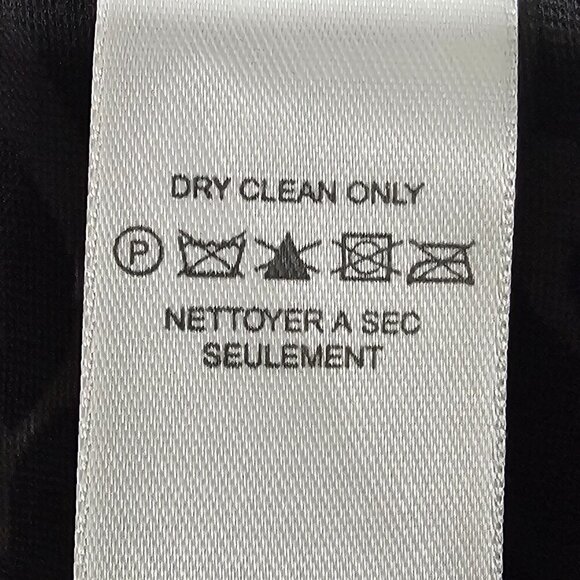 DRY CLEAN ONLY
P
NETTOYER A SEC
SEULEMENT